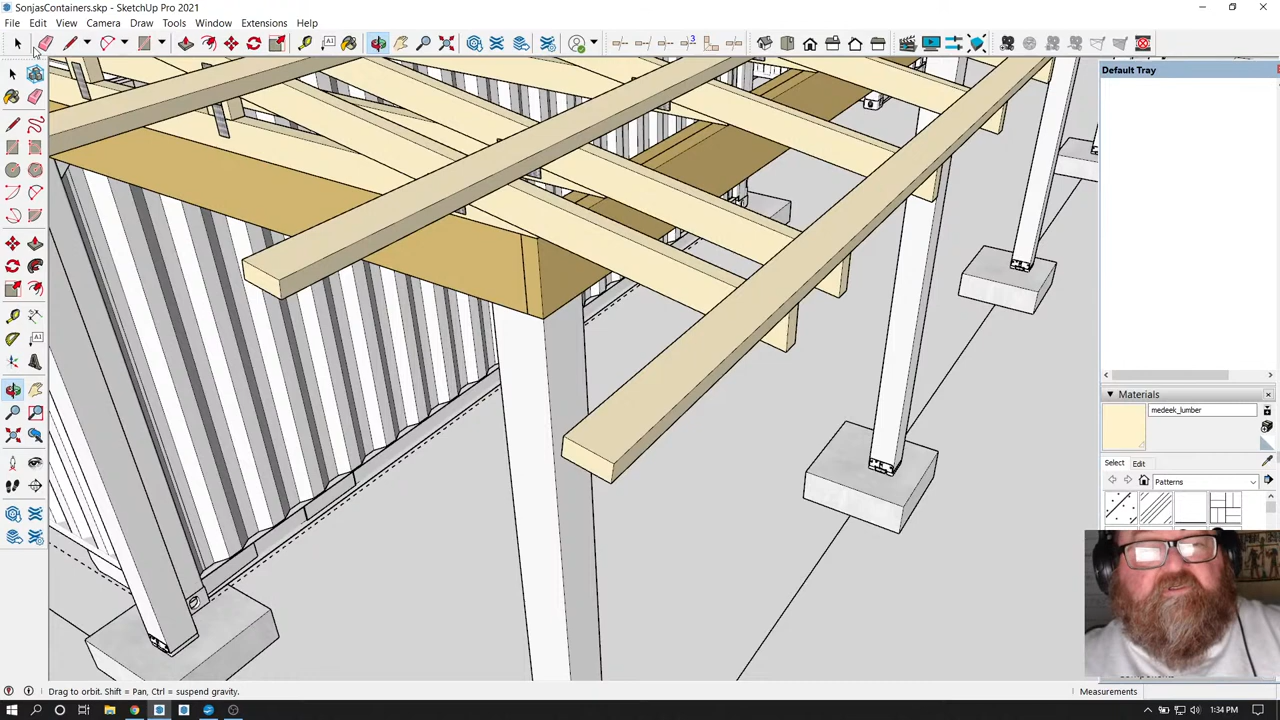 SonjasContainers.skp - SketchUp Pro 2021
File Edit View Camera Draw Tools Window Extensions Help
3
Default Tray
Materials
medeek_lumber
Select Edit
Patterns
Drag to orbit. Shift = Pan, Ctrl = suspend gravity.
Measurements
1:34 PM